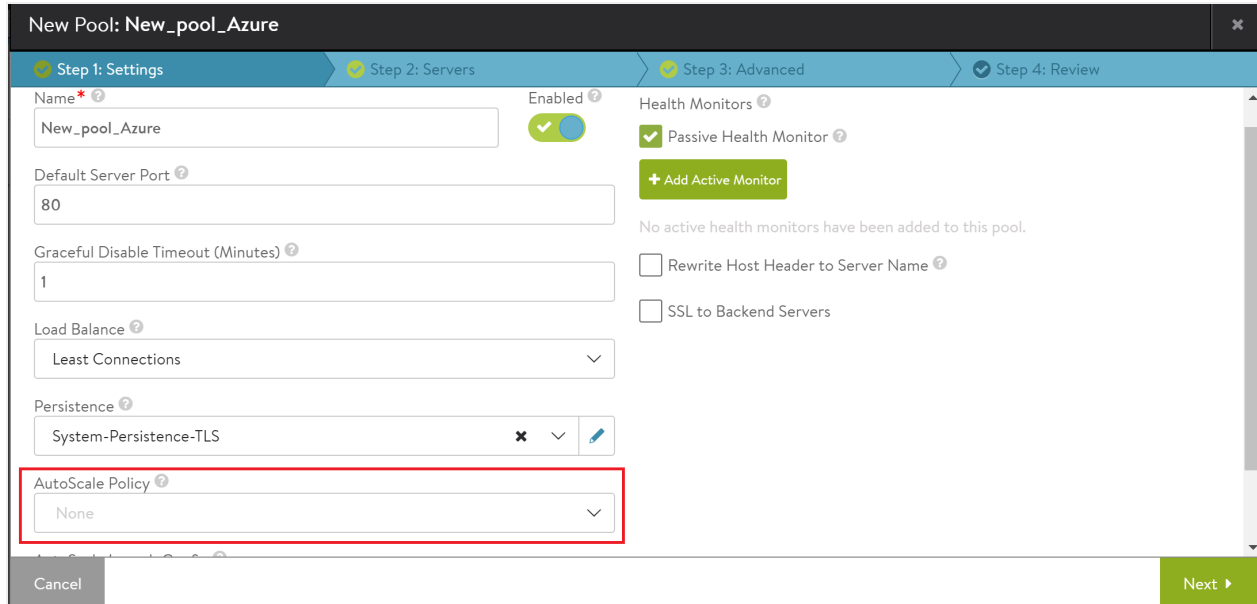 New Pool: New_pool_Azure
Step 1: Settings
Step 2: Servers
Step 3: Advanced
Step 4: Review
Name*
Enabled
New_pool_Azure
Default Server Port
80
Graceful Disable Timeout (Minutes)
1
Load Balance
Least Connections
Persistence
System-Persistence-TLS
AutoScale Policy
None
Health Monitors
Passive Health Monitor
+ Add Active Monitor
No active health monitors have been added to this pool.
Rewrite Host Header to Server Name
SSL to Backend Servers
Cancel
Next